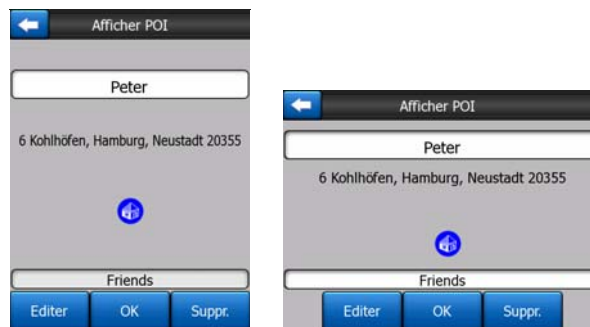 Afficher POI
Peter
6 Kohlhöfen, Hamburg, Neustadt 20355
Friends
Editer OK Suppr.
Afficher POI
Peter
6 Kohlhöfen, Hamburg, Neustadt 20355
Friends
Editer OK Suppr.